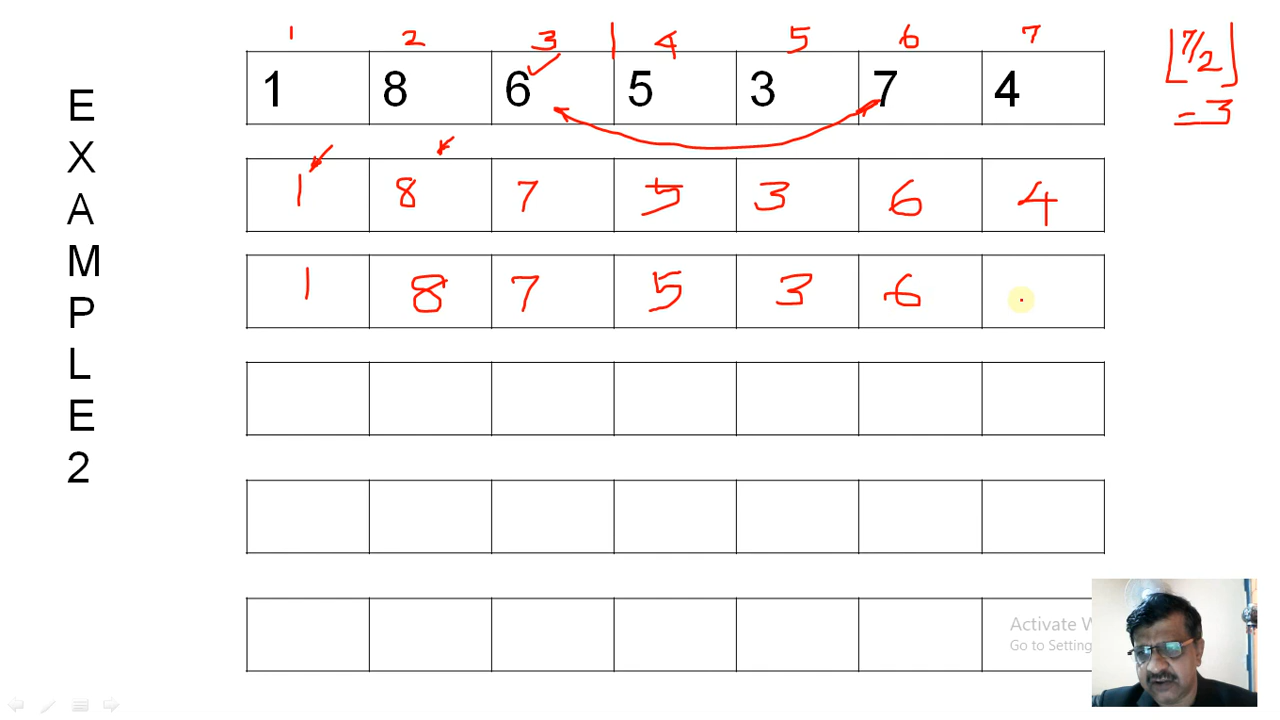 1 2 3 4 5 6 7
⌊7/2⌋
= 3
1 8 6 5 3 7 4
1 8 7 5 3 6 4
1 8 7 5 3 6
E
X
A
M
P
L
E
2
Activate W
Go to Setting